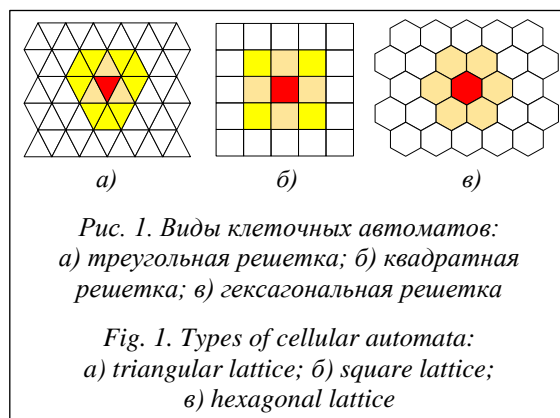 а) б) в)
Рис. 1. Виды клеточных автоматов:
а) треугольная решетка; б) квадратная
решетка; в) гексагональная решетка
Fig. 1. Types of cellular automata:
а) triangular lattice; б) square lattice;
в) hexagonal lattice